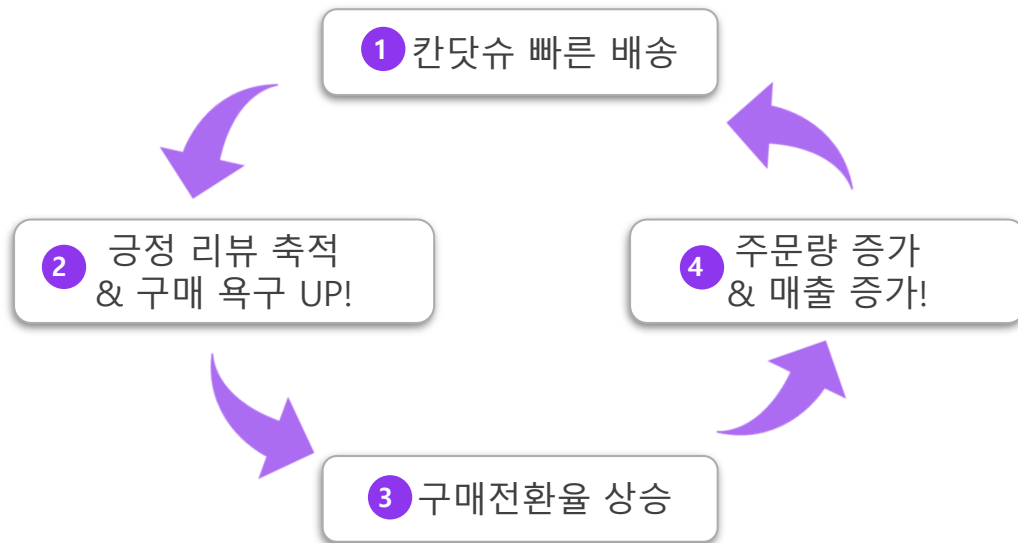 1 칸닷슈 빠른 배송
2 긍정 리뷰 축적
& 구매 욕구 UP!
3 구매전환율 상승
4 주문량 증가
& 매출 증가!